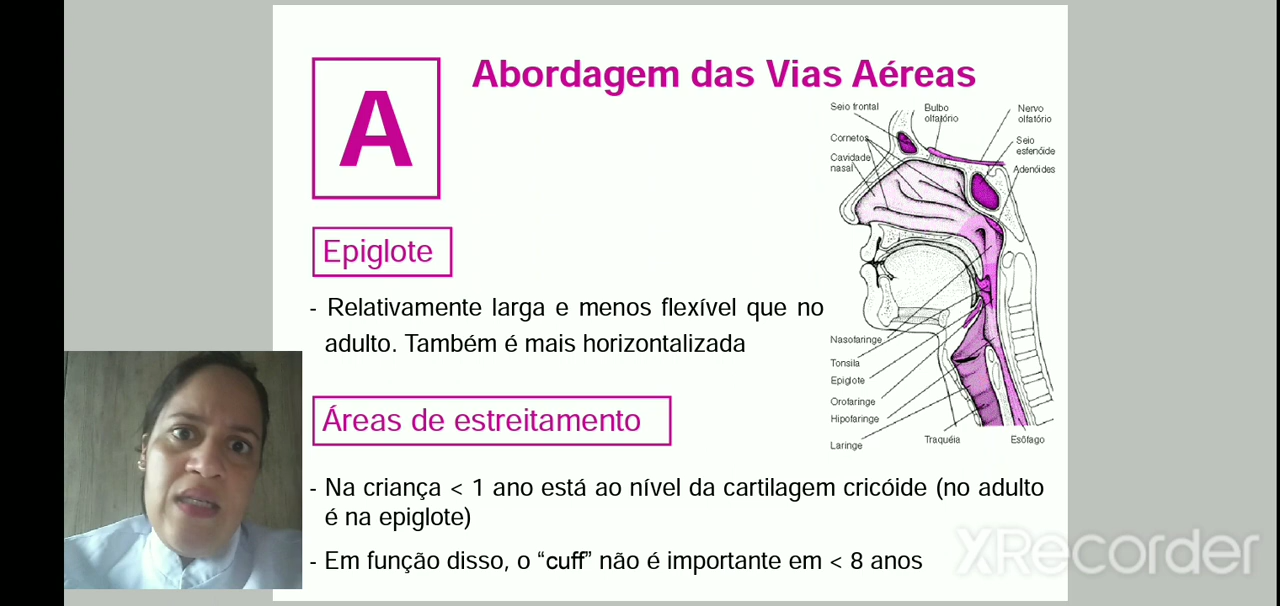 A
Abordagem das Vias Aéreas
Seio frontal
Bulbo
olfatório
Nervo
olfatório
Cornetos
Seio
esfenóide
Cavidade
nasal
Adenóides
Epiglote
- Relativamente larga e menos flexível que no
adulto. Também é mais horizontalizada
Nasofaringe
Tonsila
Epiglote
Orofaringe
Hipofaringe
Laringe
Traquéia
Esôfago
Áreas de estreitamento
- Na criança < 1 ano está ao nível da cartilagem cricóide (no adulto
é na epiglote)
- Em função disso, o “cuff” não é importante em < 8 anos
XRecorder